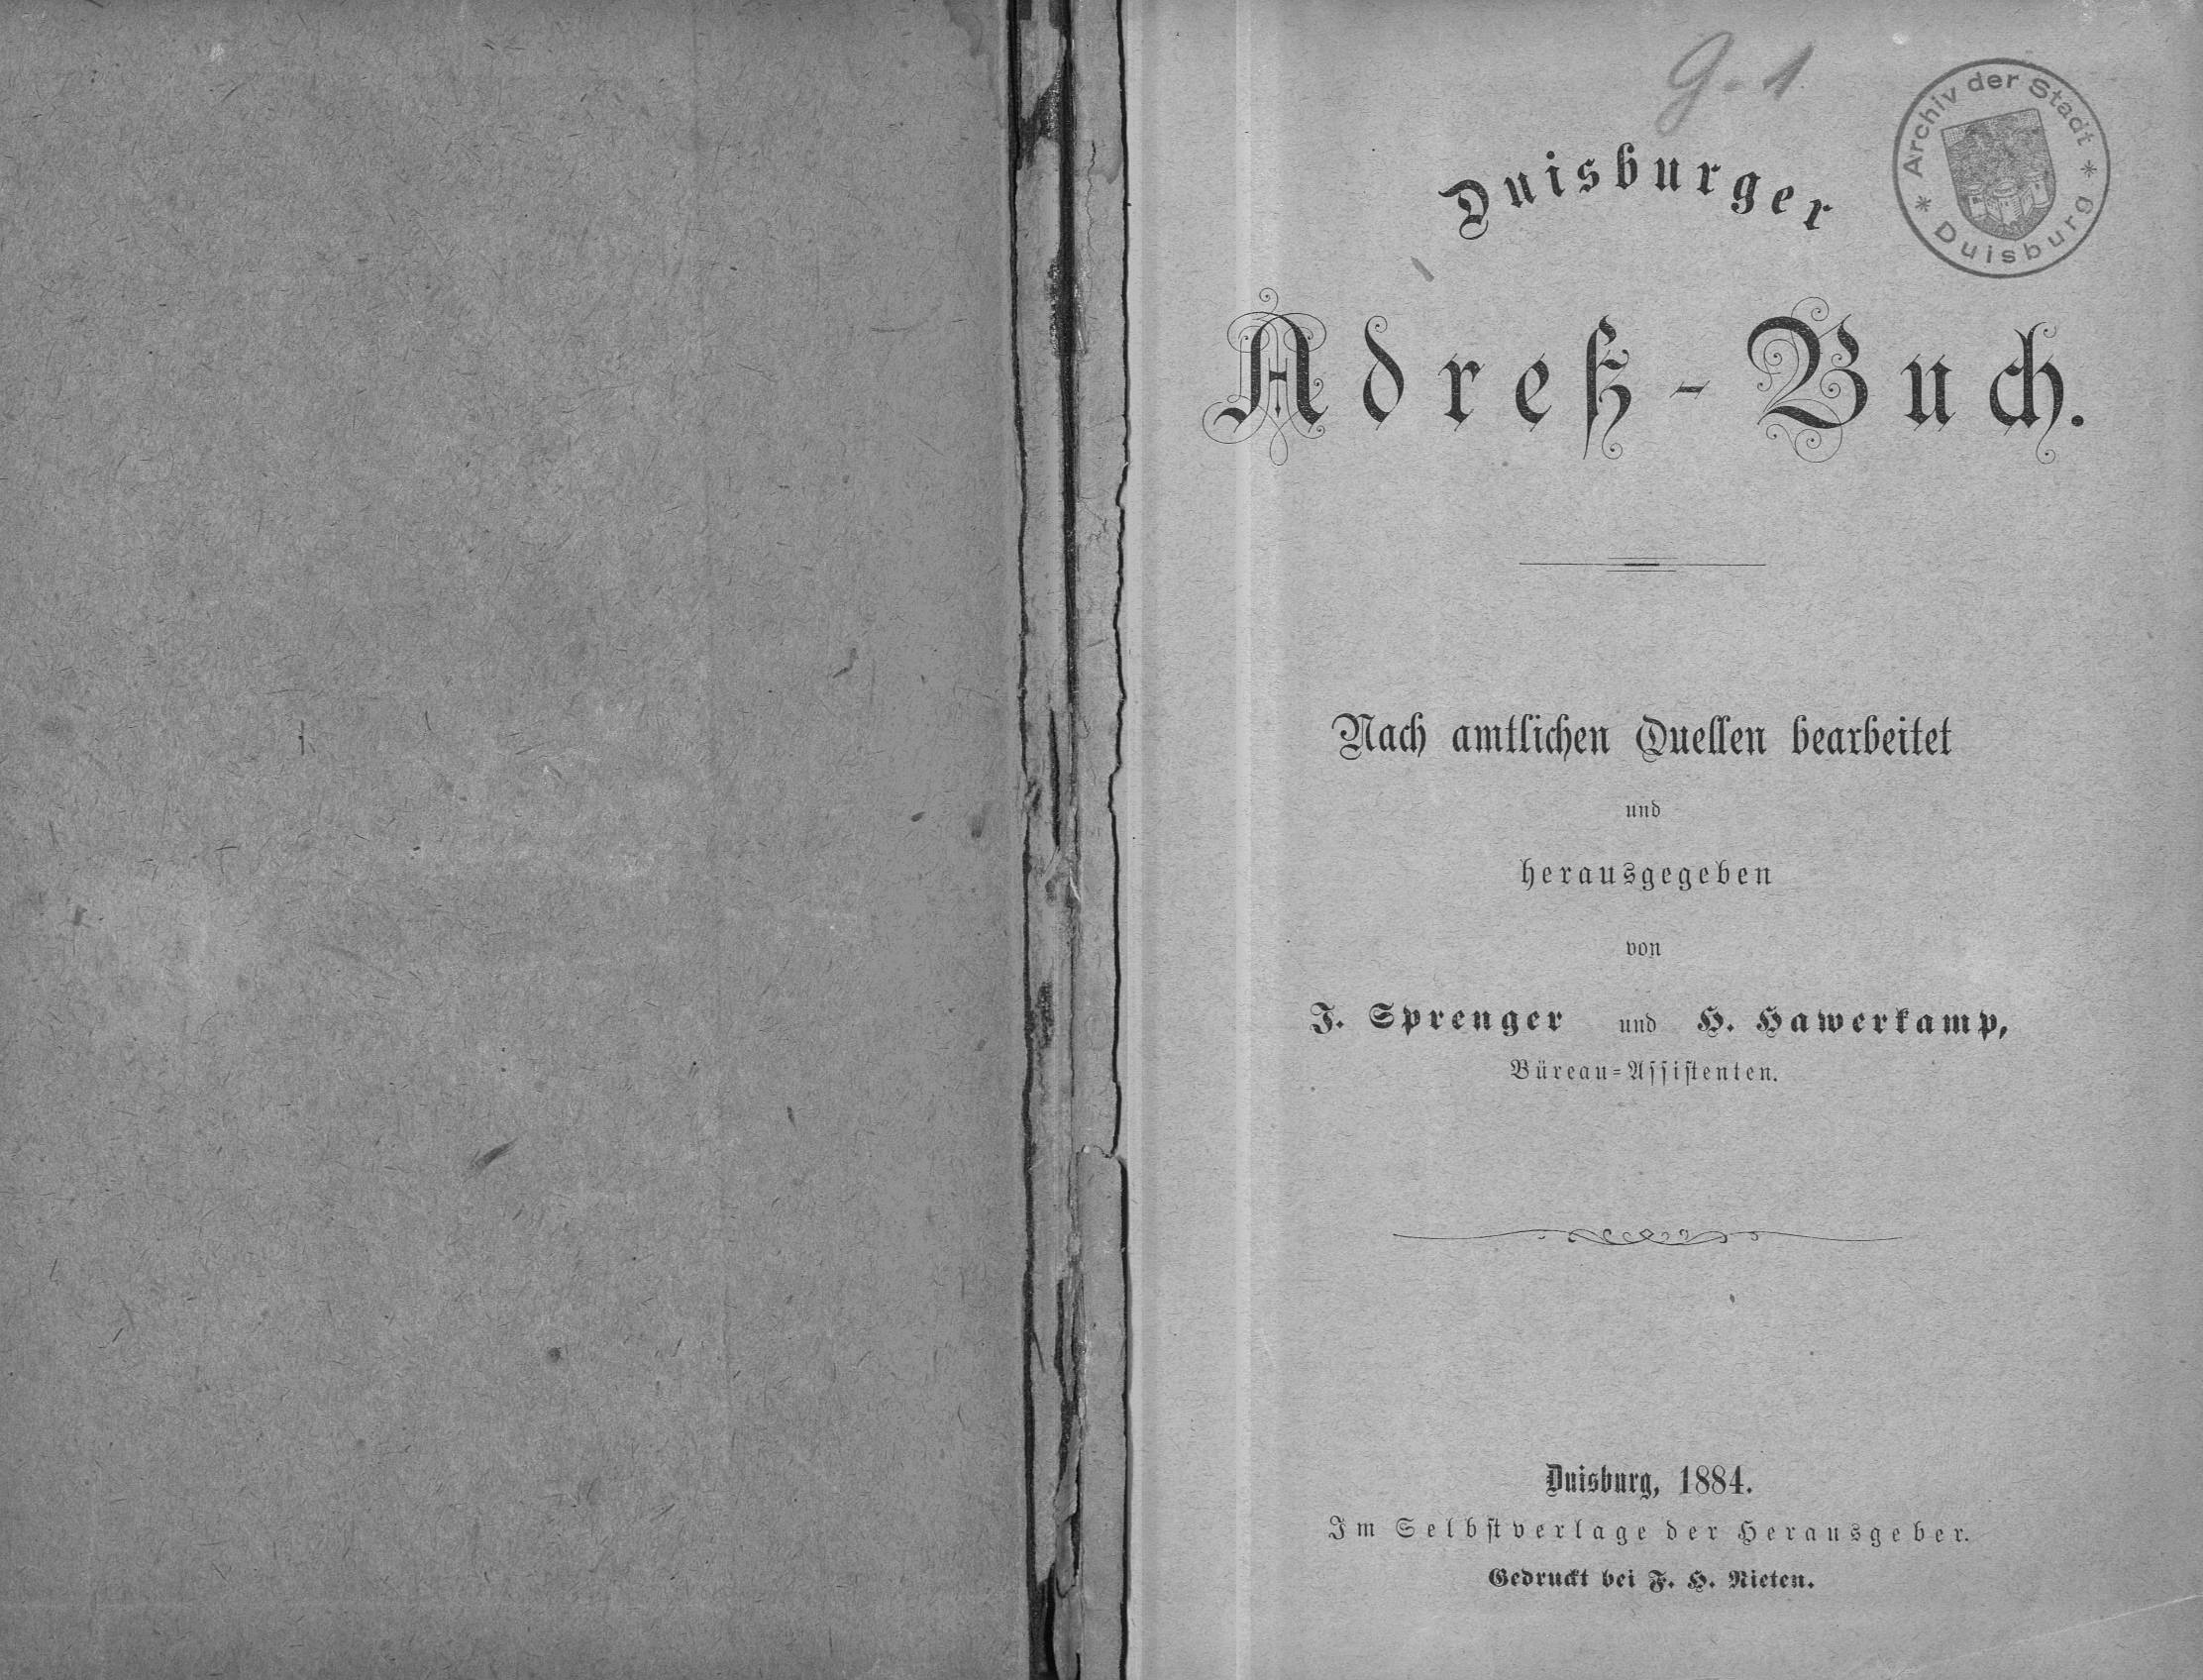 g. 1
Archiv der Stadt
* Duisburg *
Duisburger
Adreß-Buch.
Nach amtlichen Quellen bearbeitet
und
herausgegeben
von
J. Sprenger und H. Hawerkamp,
Büreau-Assistenten.
Duisburg, 1884.
Im Selbstverlage der Herausgeber.
Gedruckt bei F. H. Nieten.